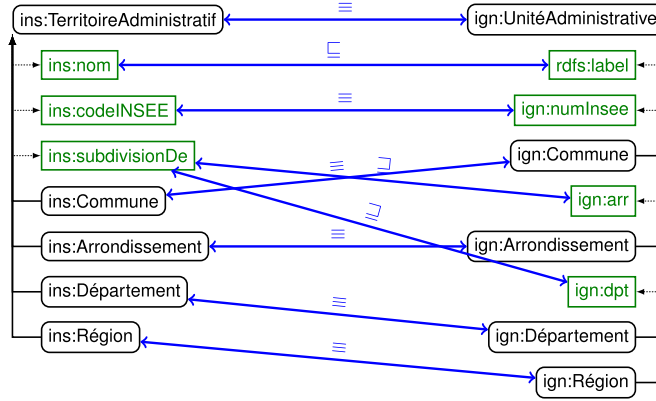 ins:TerritoireAdministratif ≡ ign:UnitéAdministrative
ins:nom ⊑ rdfs:label
ins:codeINSEE ≡ ign:numInsee
ins:subdivisionDe ign:Commune
≡ ⊒
ins:Commune ign:arr
⊒
ins:Arrondissement ≡ ign:Arrondissement
ins:Département ign:dpt
≡
ins:Région ign:Département
≡
ign:Région